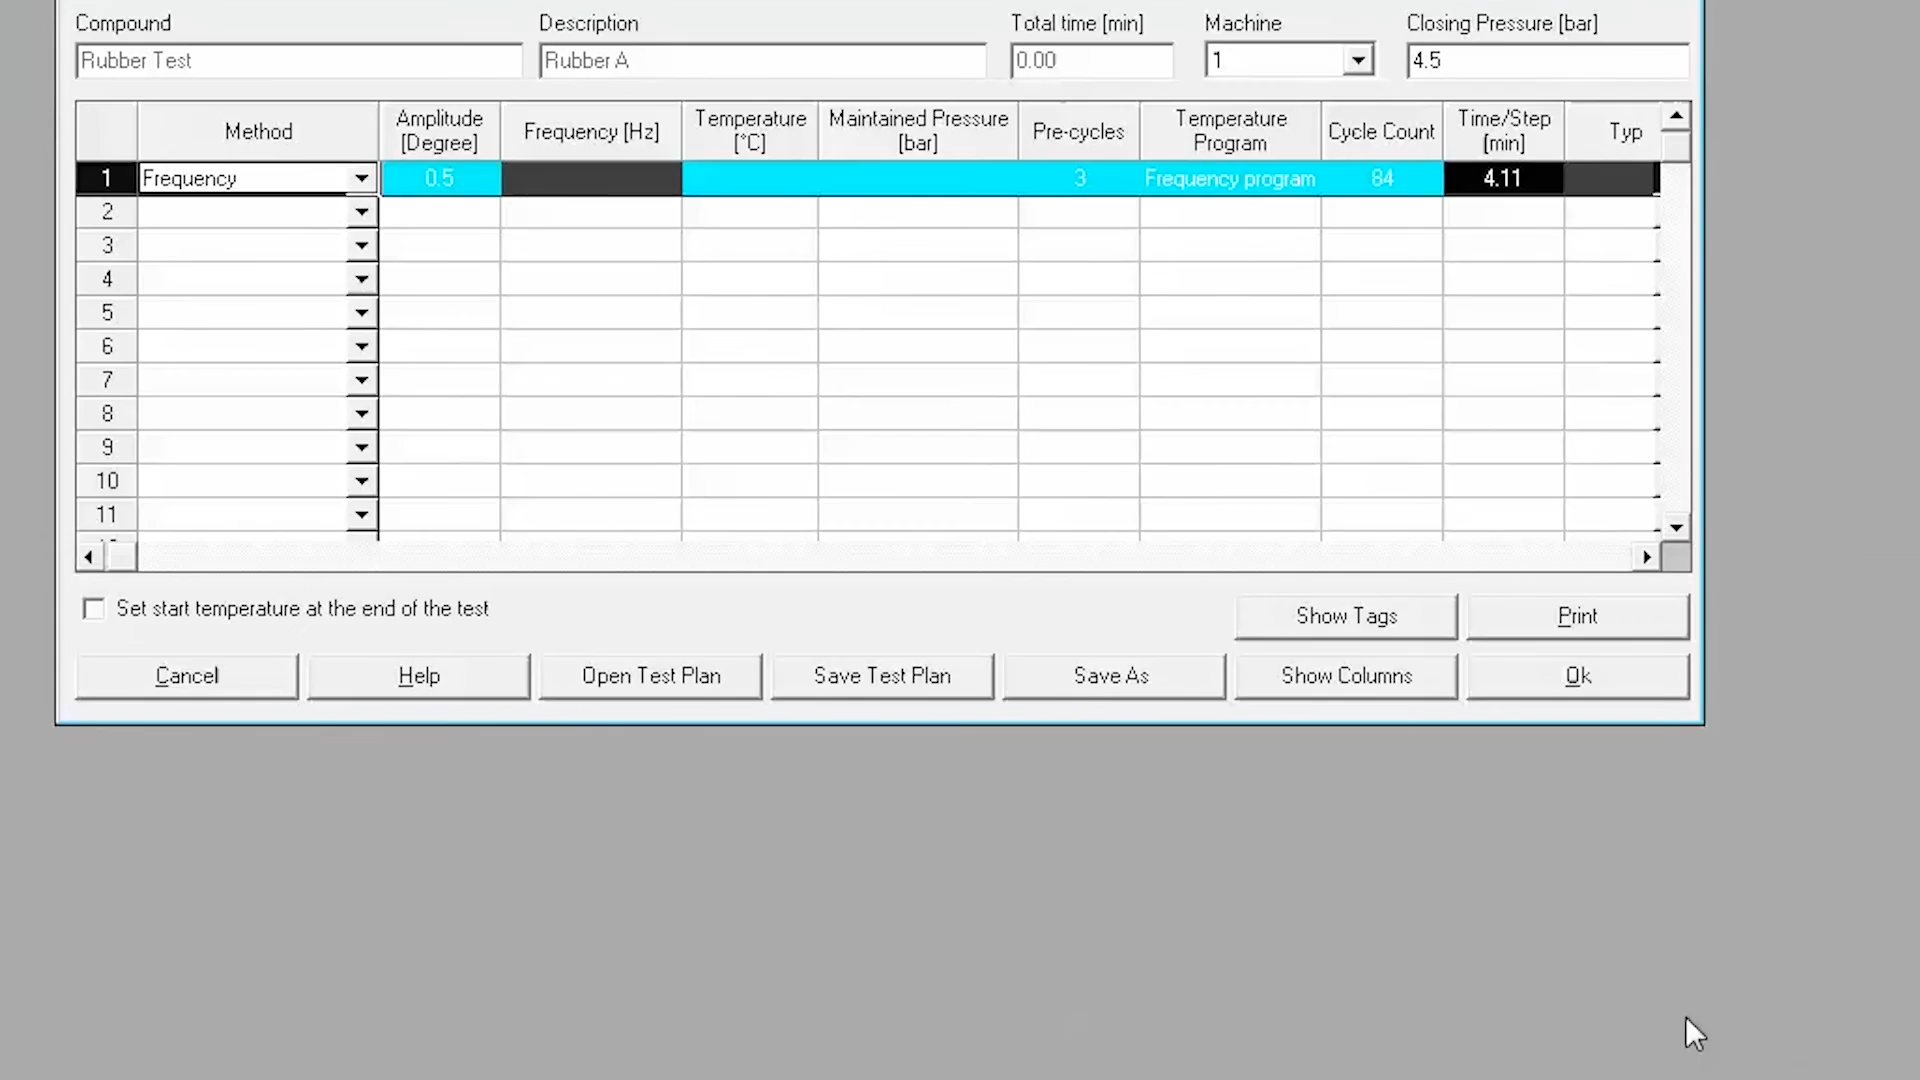 Compound Description Total time [min] Machine Closing Pressure [bar]
Rubber Test Rubber A 0.00 1 4.5
Method Amplitude [Degree] Frequency [Hz] Temperature [°C] Maintained Pressure [bar] Pre-cycles Temperature Program Cycle Count Time/Step [min] Typ
1 Frequency 0.5 3 Frequency program 84 4.11
2
3
4
5
6
7
8
9
10
11
Set start temperature at the end of the test Show Tags Print
Cancel Help Open Test Plan Save Test Plan Save As Show Columns Ok